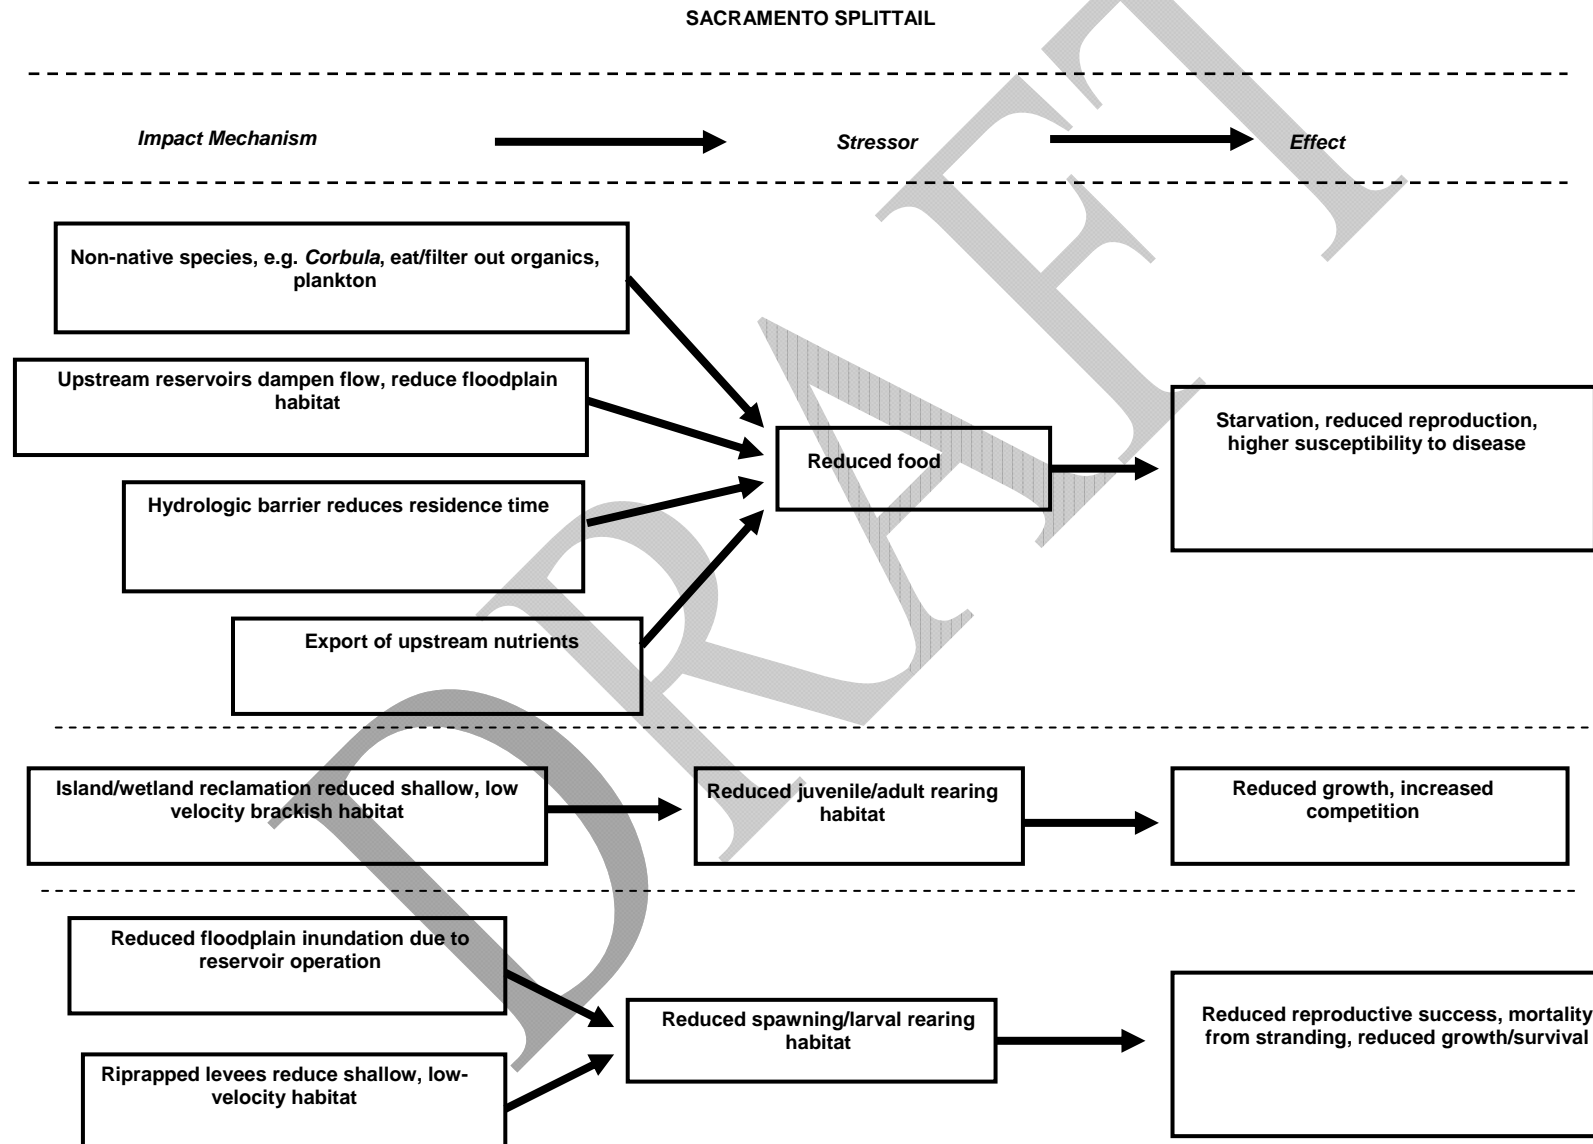 SACRAMENTO SPLITTAIL
Impact Mechanism
Stressor
Effect
Non-native species, e.g. Corbula, eat/filter out organics,
plankton
Upstream reservoirs dampen flow, reduce floodplain
habitat
Hydrologic barrier reduces residence time
Export of upstream nutrients
Reduced food
Starvation, reduced reproduction,
higher susceptibility to disease
Island/wetland reclamation reduced shallow, low
velocity brackish habitat
Reduced juvenile/adult rearing
habitat
Reduced growth, increased
competition
Reduced floodplain inundation due to
reservoir operation
Riprapped levees reduce shallow, low-
velocity habitat
Reduced spawning/larval rearing
habitat
Reduced reproductive success, mortality
from stranding, reduced growth/survival
DRAFT